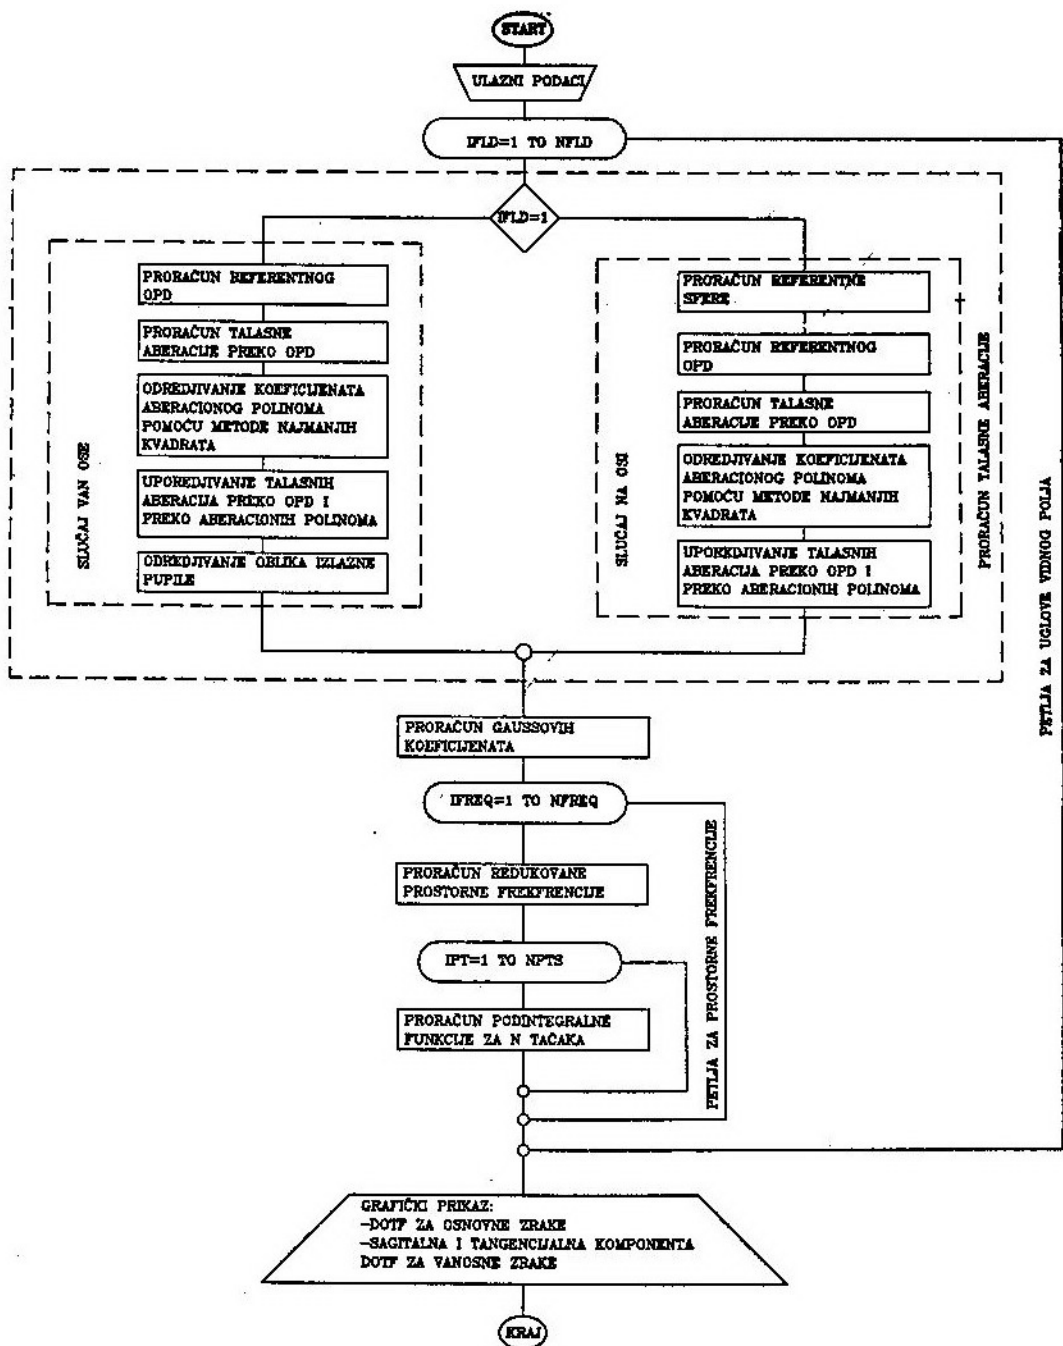 START
ULAZNI PODACI
IFLD=1 TO NFLD
IFLD=1
SLUČAJ VAN OSE
PRORAČUN REFERENTNOG
OPD
PRORAČUN TALASNE
ABERACIJE PREKO OPD
ODREDJIVANJE KOEFICIJENATA
ABERACIONOG POLINOMA
POMOĆU METODE NAJMANJIH
KVADRATA
UPOREDJIVANJE TALASNIH
ABERACIJA PREKO OPD I
PREKO ABERACIONIH POLINOMA
ODREDJIVANJE OBLIKA IZLAZNE
PUPILE
SLUČAJ NA OSI
PRORAČUN REFERENTNE
SFERE
PRORAČUN REFERENTNOG
OPD
PRORAČUN TALASNE
ABERACIJE PREKO OPD
ODREDJIVANJE KOEFICIJENATA
ABERACIONOG POLINOMA
POMOĆU METODE NAJMANJIH
KVADRATA
UPOREDJIVANJE TALASNIH
ABERACIJA PREKO OPD I
PREKO ABERACIONIH POLINOMA
PRORAČUN TALASNE ABERACIJE
PETLJA ZA UGLOVE VIDNOG POLJA
PRORAČUN GAUSSOVIH
KOEFICIJENATA
IFREQ=1 TO NFREQ
PRORAČUN REDUKOVANE
PROSTORNE FREKFRENCIJE
IPT=1 TO NPTS
PRORAČUN PODINTEGRALNE
FUNKCIJE ZA N TAČAKA
PETLJA ZA PROSTORNE FREKFRENCIJE
GRAFIČKI PRIKAZ:
-DOTF ZA OSNOVNE ZRAKE
-SAGITALNA I TANGENCIJALNA KOMPONENTA
DOTF ZA VANOSNE ZRAKE
KRAJ